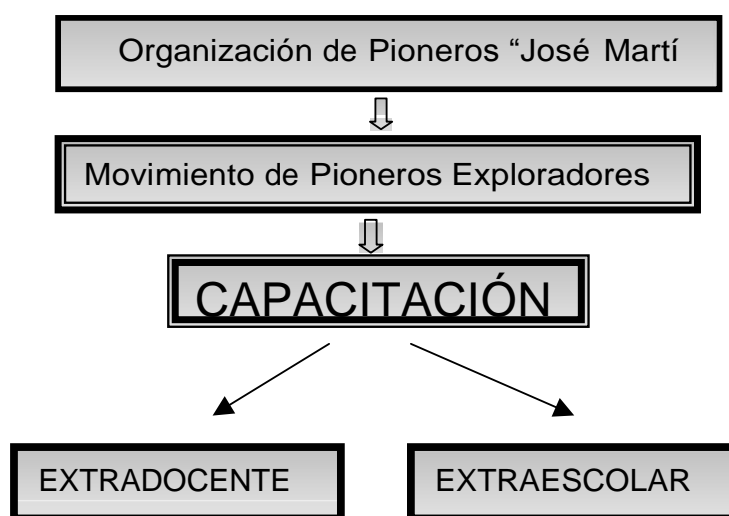 Organización de Pioneros “José Martí
Movimiento de Pioneros Exploradores
CAPACITACIÓN
EXTRADOCENTE
EXTRAESCOLAR